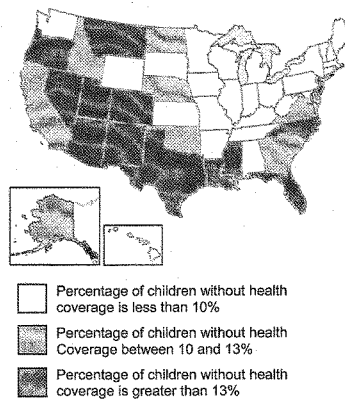 Percentage of children without health
coverage is less than 10%
Percentage of children without health
Coverage between 10 and 13%
Percentage of children without health
coverage is greater than 13%